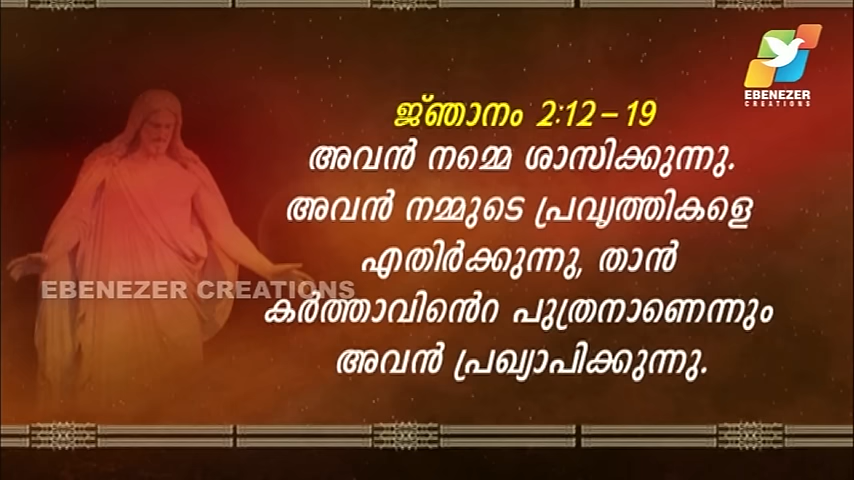 EBENEZER
CREATIONS
ജ്ഞാനം 2:12-19
അവൻ നമ്മെ ശാസിക്കുന്നു.
അവൻ നമ്മുടെ പ്രവൃത്തികളെ
എതിർക്കുന്നു, താൻ
കർത്താവിൻെറ പുത്രനാണെന്നും
അവൻ പ്രഖ്യാപിക്കുന്നു.
EBENEZER CREATIONS